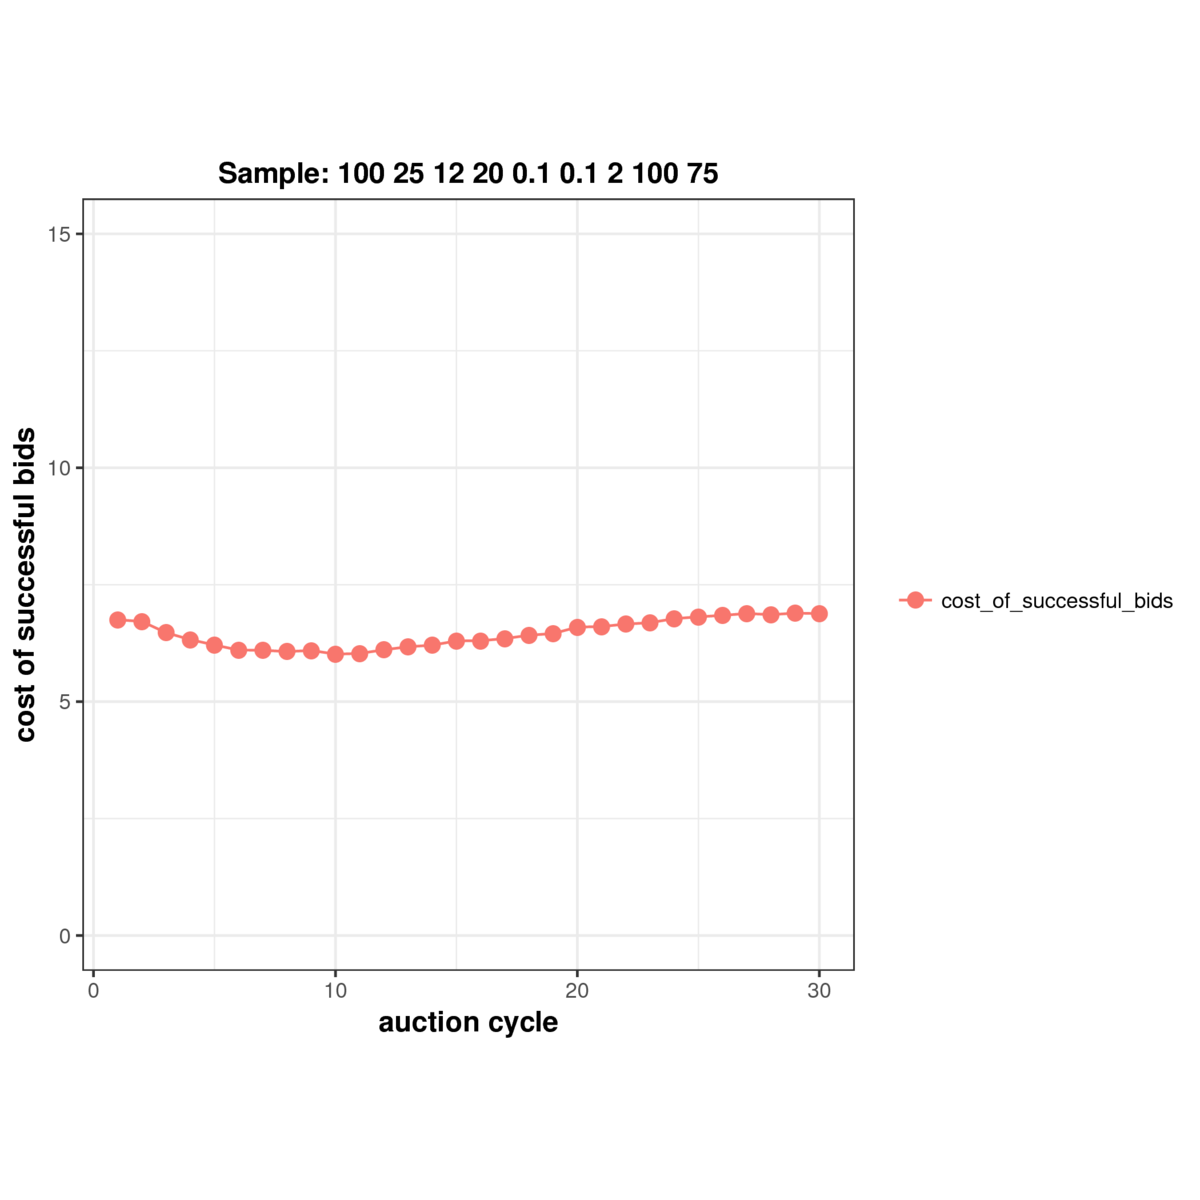 Sample: 100 25 12 20 0.1 0.1 2 100 75
15
10
5
0
cost of successful bids
0 10 20 30
auction cycle
cost_of_successful_bids